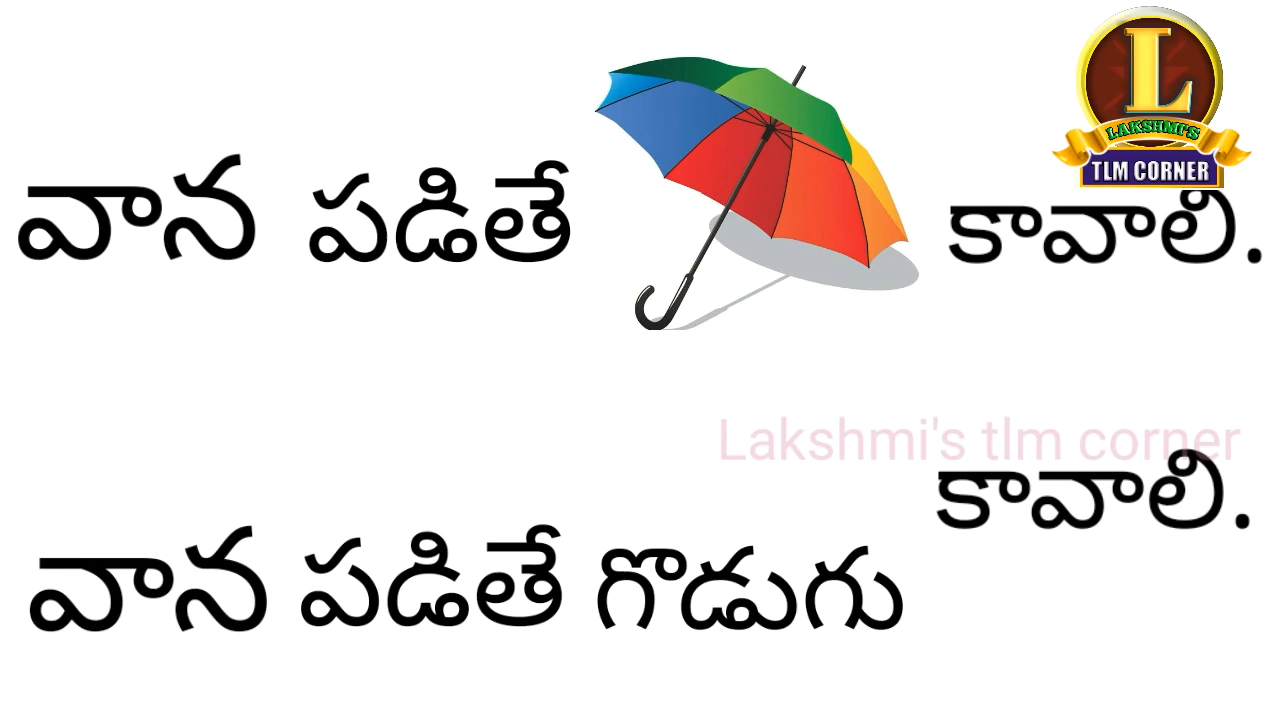 L
LAKSHMI'S
TLM CORNER
వాన పడితే కావాలి.
Lakshmi's tlm corner
వాన పడితే గొడుగు కావాలి.